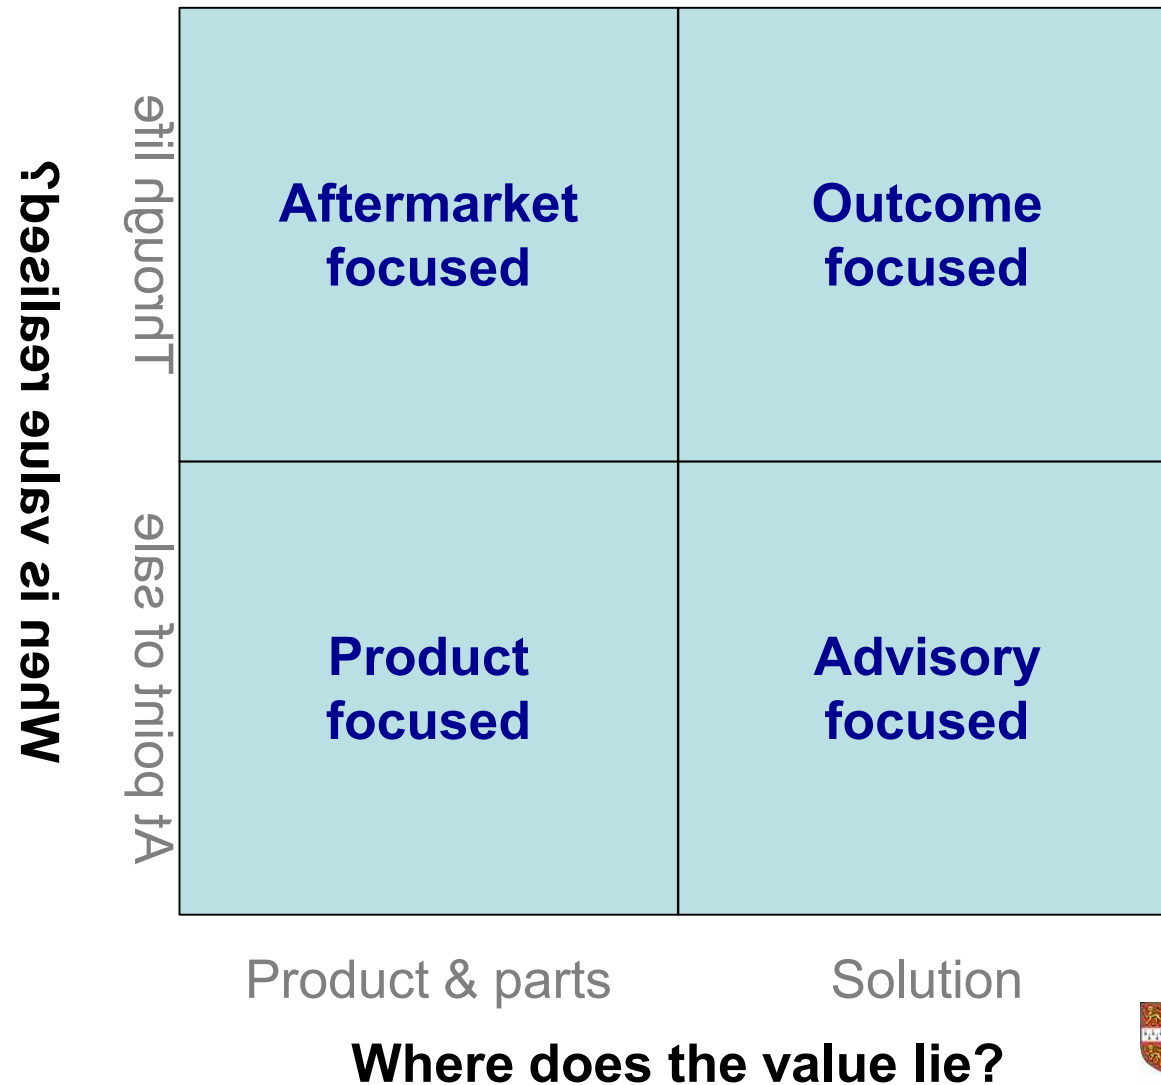 When is value realised?
Through life
Aftermarket
focused
Outcome
focused
At point of sale
Product
focused
Advisory
focused
Product & parts
Solution
Where does the value lie?